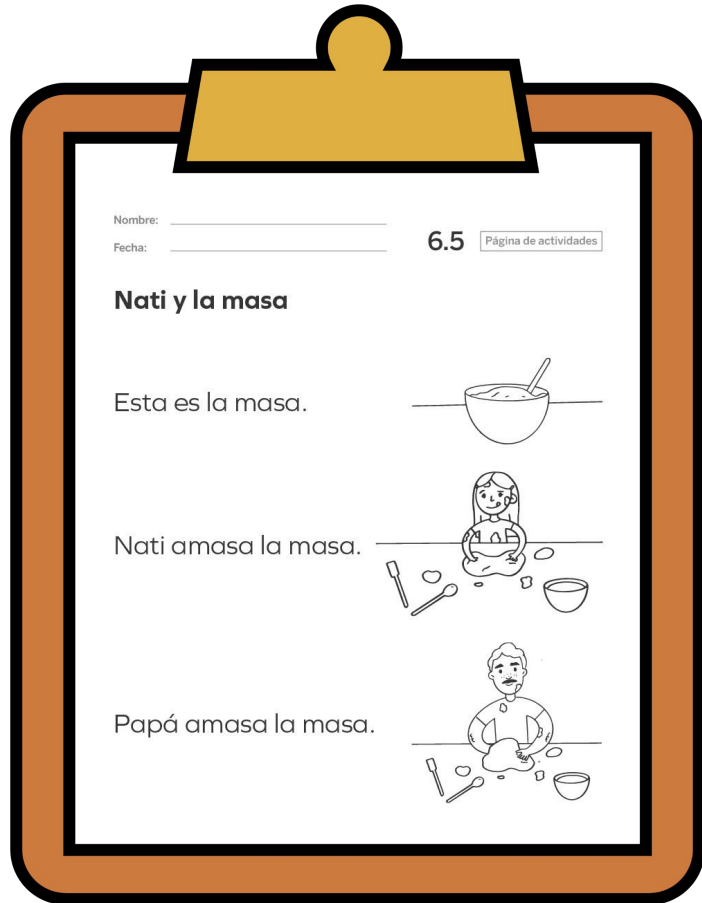 Nombre:
Fecha:
6.5 Página de actividades
Nati y la masa
Esta es la masa.
Nati amasa la masa.
Papá amasa la masa.